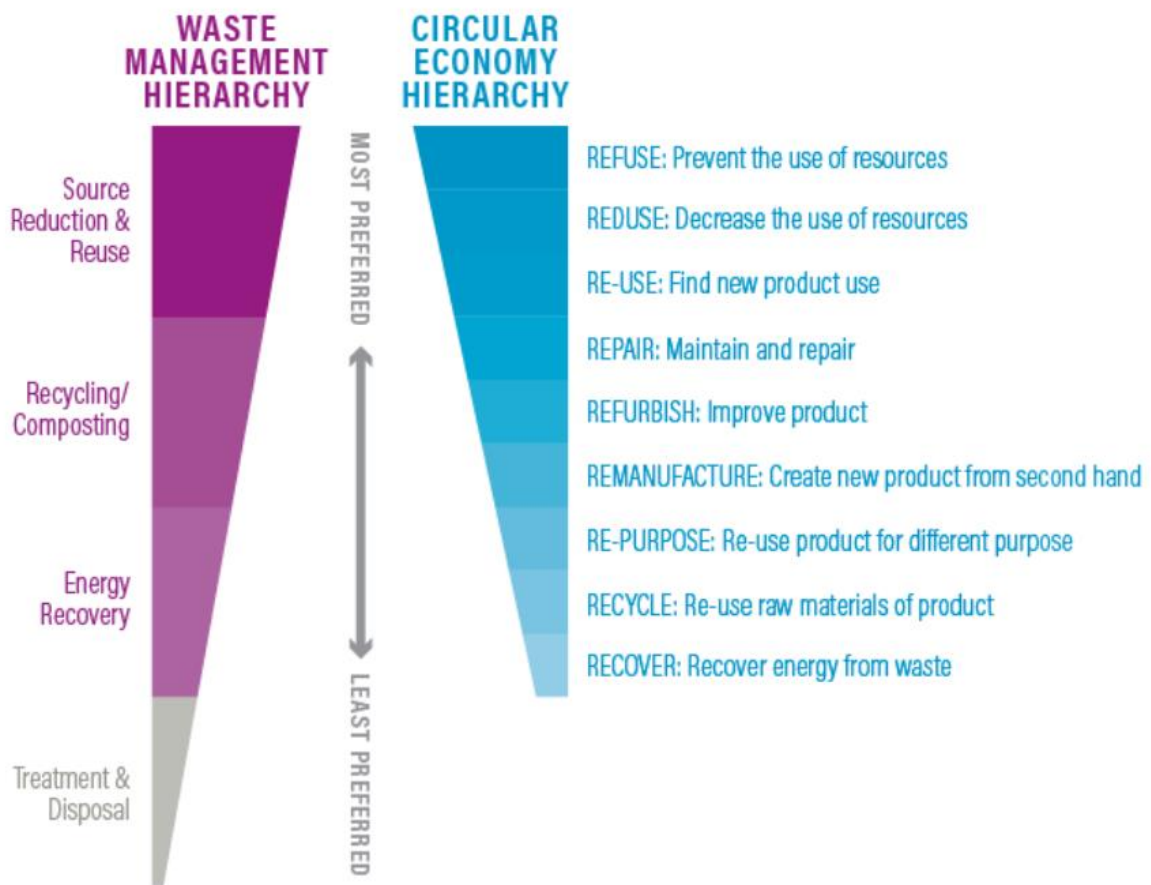 WASTE
MANAGEMENT
HIERARCHY
Source
Reduction &
Reuse
Recycling/
Composting
Energy
Recovery
Treatment &
Disposal
MOST PREFERRED
LEAST PREFERRED
CIRCULAR
ECONOMY
HIERARCHY
REFUSE: Prevent the use of resources
REDUSE: Decrease the use of resources
RE-USE: Find new product use
REPAIR: Maintain and repair
REFURBISH: Improve product
REMANUFACTURE: Create new product from second hand
RE-PURPOSE: Re-use product for different purpose
RECYCLE: Re-use raw materials of product
RECOVER: Recover energy from waste